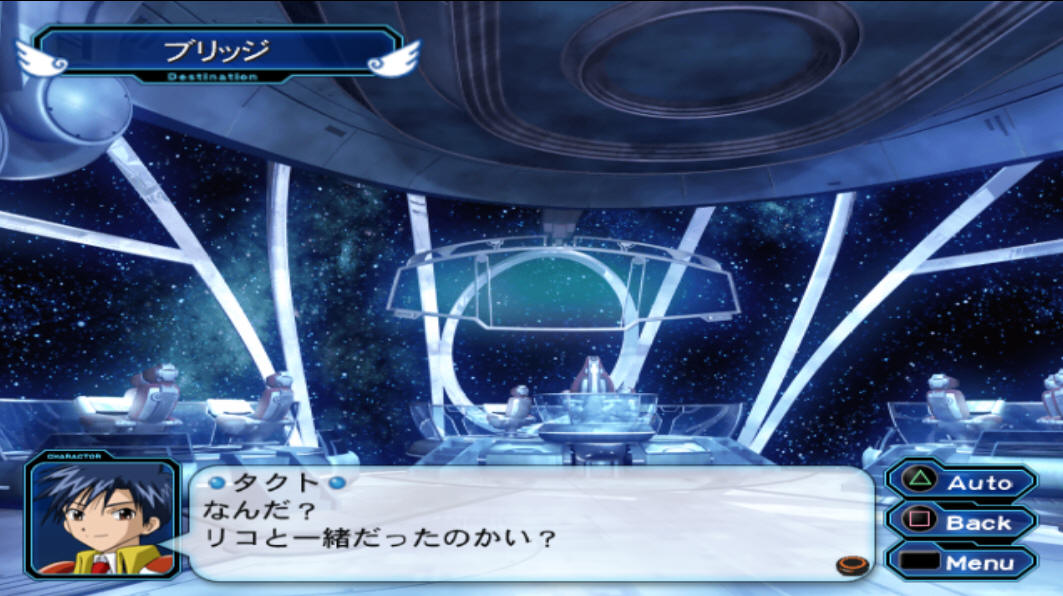 ブリッジ
Destination
CHARACTOR
タクト
なんだ？
リコと一緒だったのかい？
Auto
Back
Menu